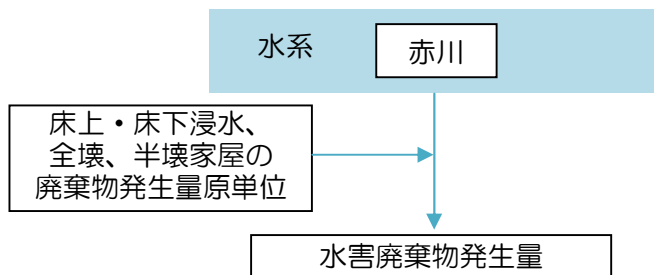 水系
赤川
床上・床下浸水、
全壊、半壊家屋の
廃棄物発生量原単位
水害廃棄物発生量